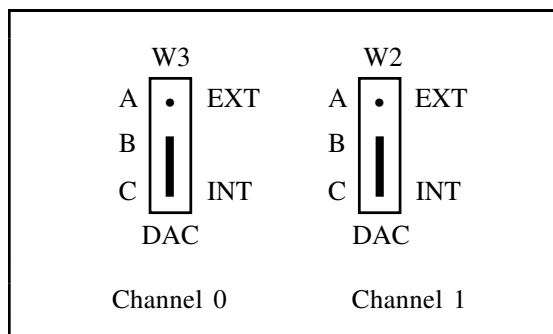 W3 W2
A EXT A EXT
B B
C INT C INT
DAC DAC
Channel 0 Channel 1